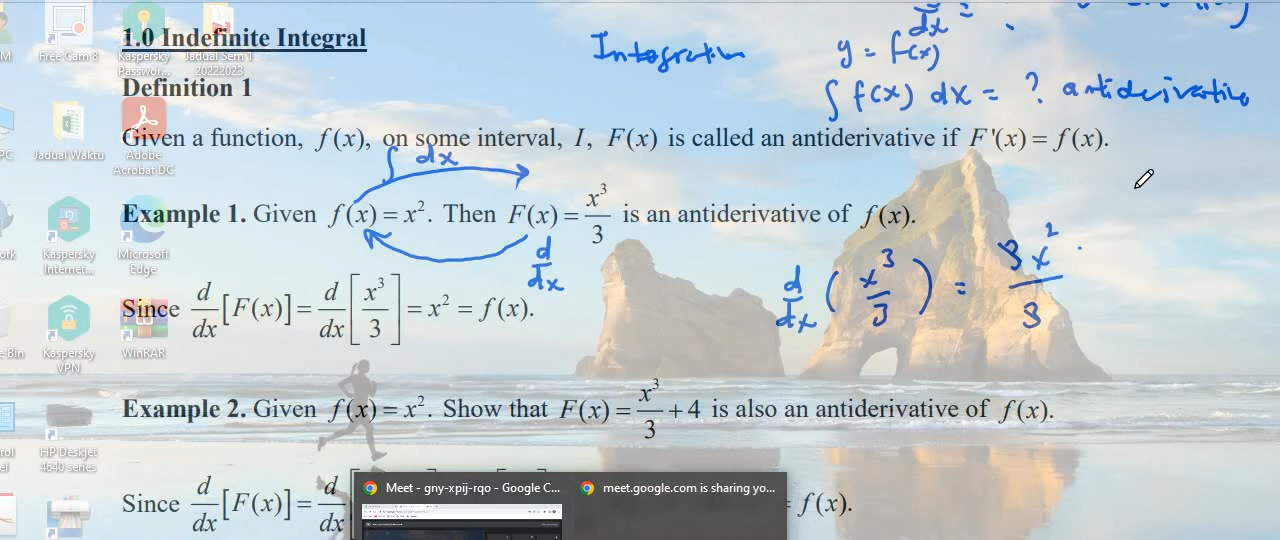 1.0 Indefinite Integral
Integration
y = f(x)
∫ f(x) dx = ? antiderivative
Definition 1
Given a function, f(x), on some interval, I, F(x) is called an antiderivative if F'(x) = f(x).
∫ dx
Example 1. Given f(x) = x². Then F(x) = x³/3 is an antiderivative of f(x).
d/dx
d/dx (x³/3) = 3x²/3
Since d/dx [F(x)] = d/dx [x³/3] = x² = f(x).
Example 2. Given f(x) = x². Show that F(x) = x³/3 + 4 is also an antiderivative of f(x).
Since d/dx [F(x)] = d/dx [
= f(x).
Free Cam 8
Kaspersky
Passwor...
Jadual Sem 1
20222023
PC
Jadual Waktu
Adobe
Acrobat DC
Kaspersky
Internet...
Microsoft
Edge
Bin
Kaspersky
VPN
WinRAR
HP Deskjet
4640 series
Meet - gny-xpij-rqo - Google C...
meet.google.com is sharing yo...